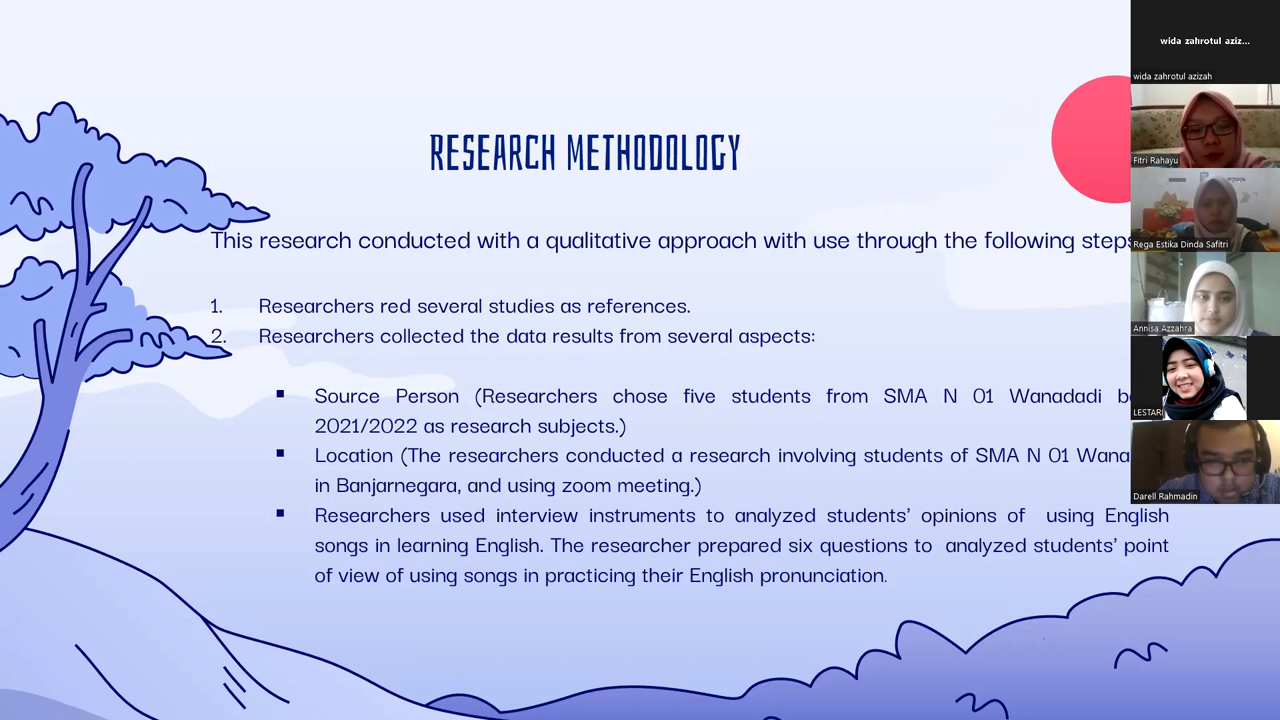 RESEARCH METHODOLOGY
This research conducted with a qualitative approach with use through the following steps
1. Researchers red several studies as references.
2. Researchers collected the data results from several aspects:
▪ Source Person (Researchers chose five students from SMA N 01 Wanadadi
2021/2022 as research subjects.)
▪ Location (The researchers conducted a research involving students of SMA N 01
in Banjarnegara, and using zoom meeting.)
▪ Researchers used interview instruments to analyzed students' opinions of using English
songs in learning English. The researcher prepared six questions to analyzed students' point
of view of using songs in practicing their English pronunciation.
wida zahrotul aziz...
wida zahrotul azizah
Fitri Rahayu
Rega Estika Dinda Safitri
Annisa Azzahra
LESTARI
Darell Rahmadin